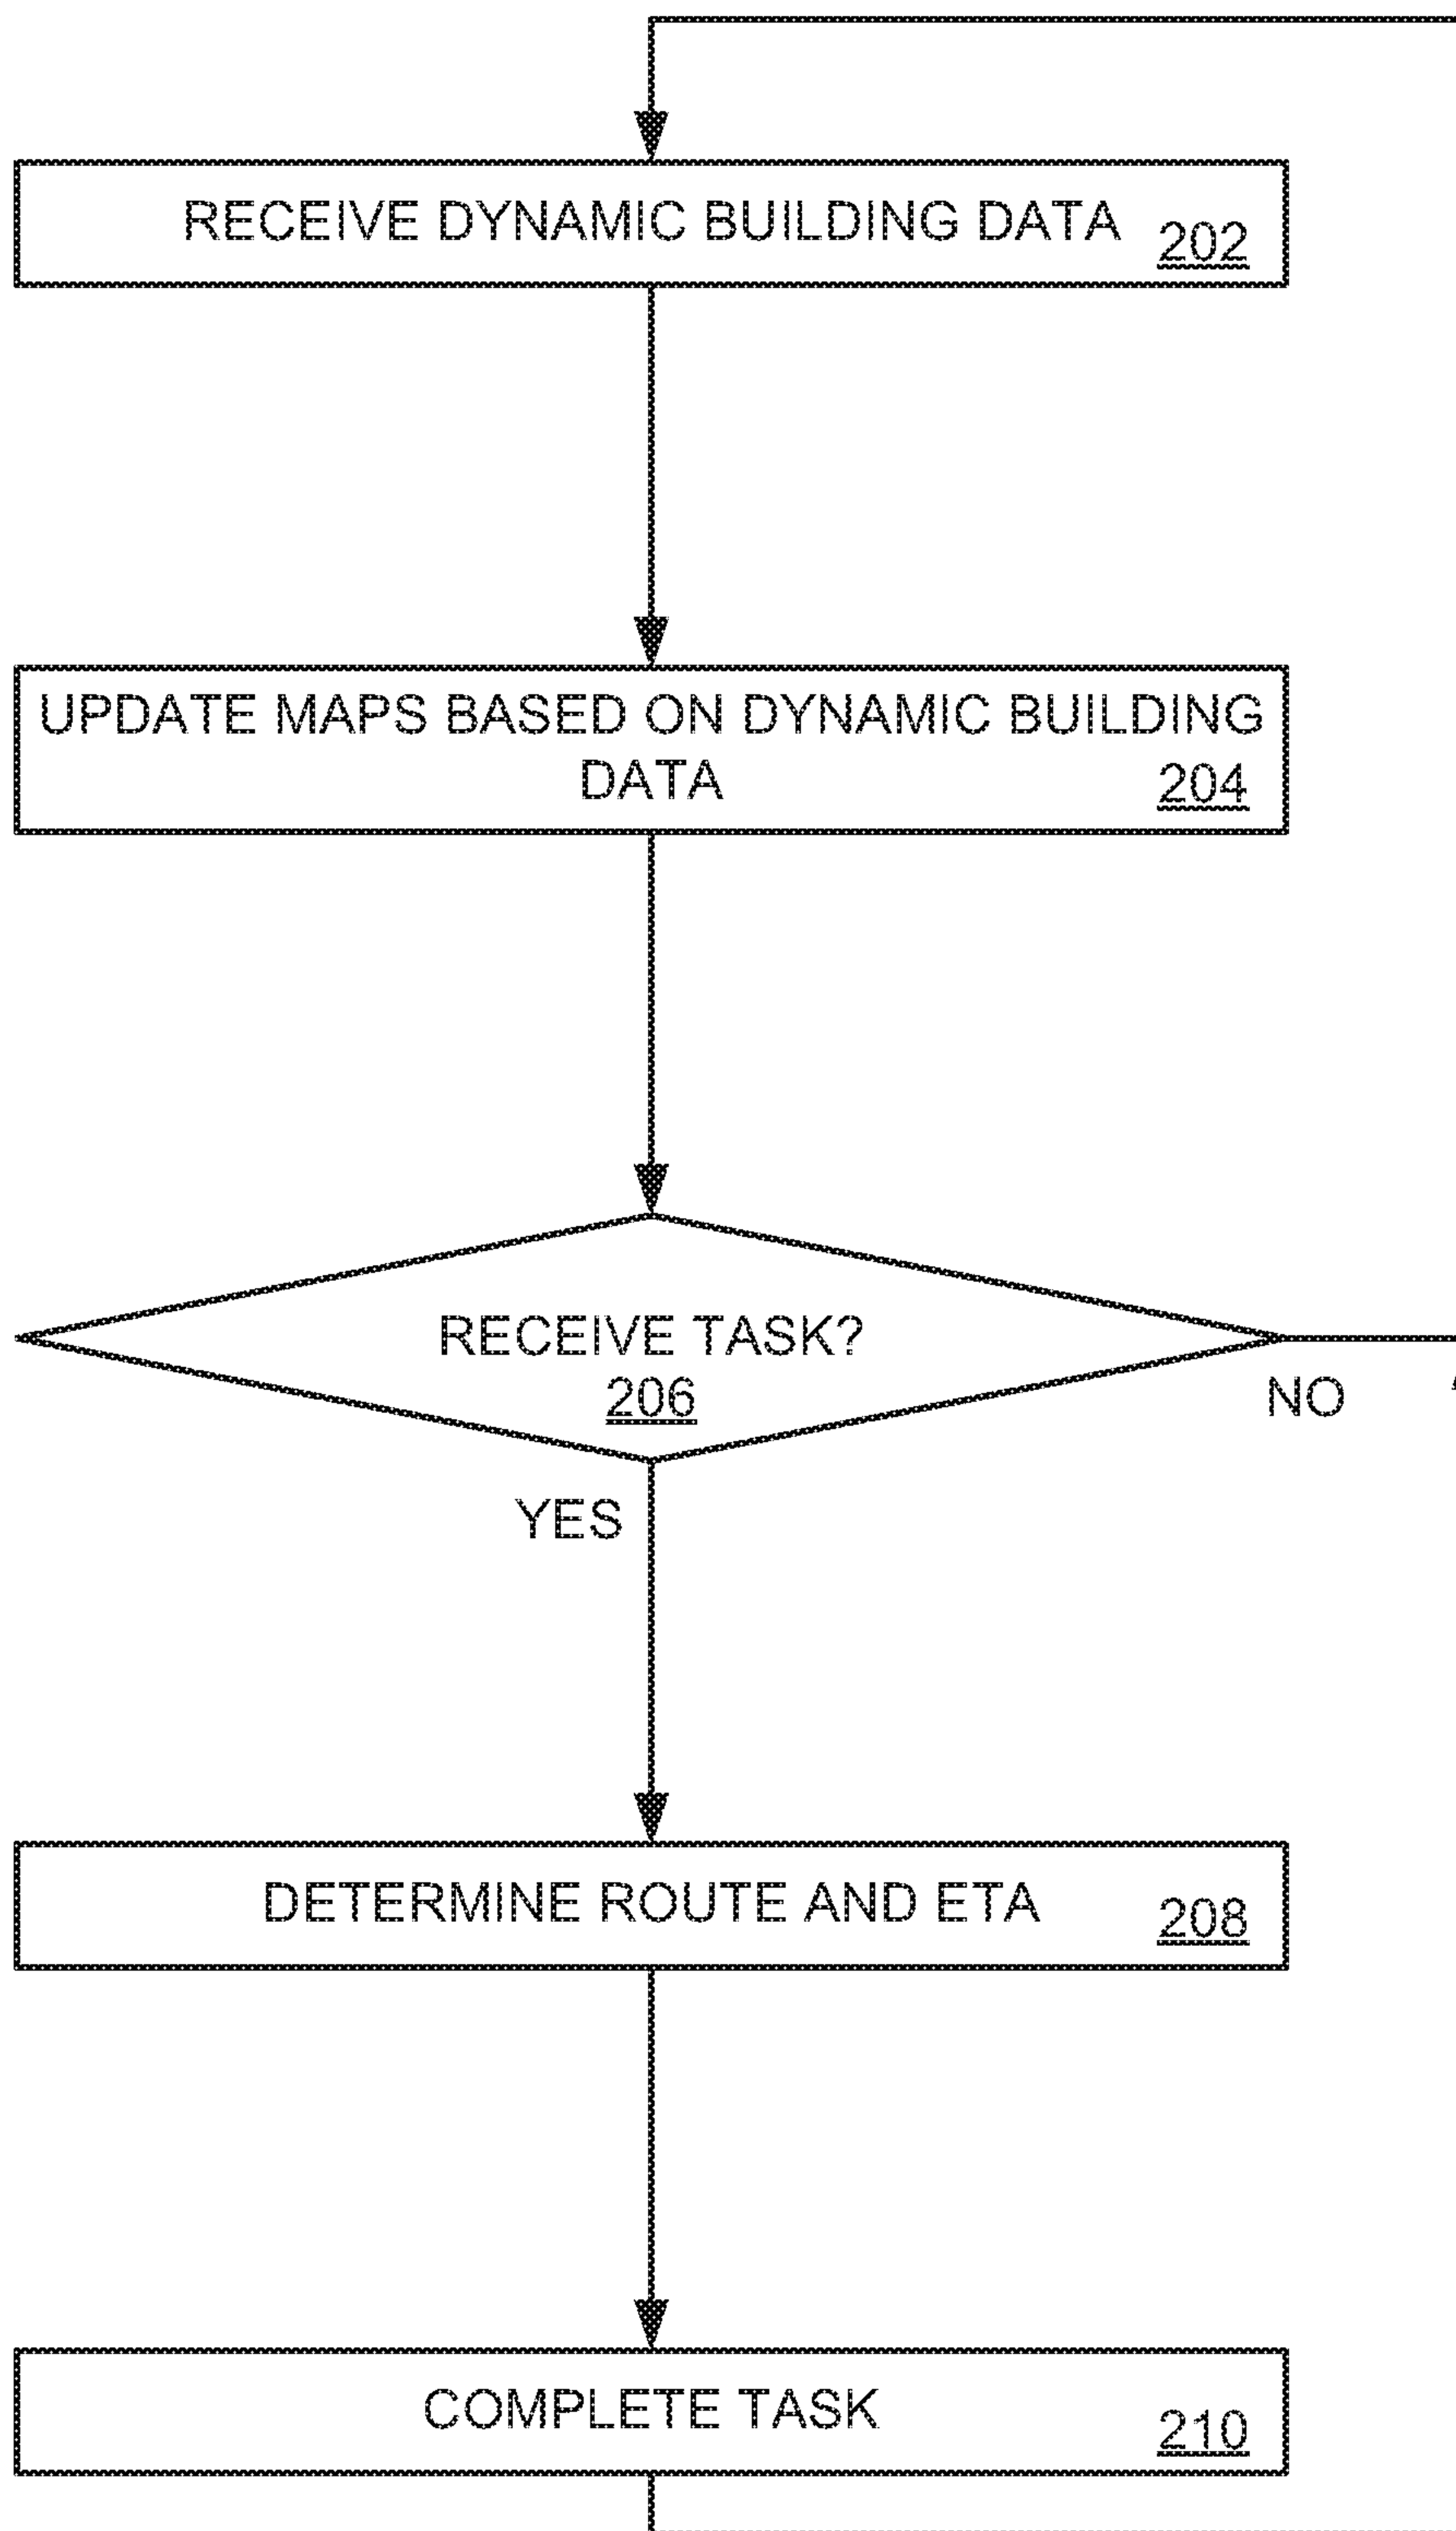 RECEIVE DYNAMIC BUILDING DATA 202
UPDATE MAPS BASED ON DYNAMIC BUILDING
DATA 204
RECEIVE TASK?
206
NO
YES
DETERMINE ROUTE AND ETA 208
COMPLETE TASK 210